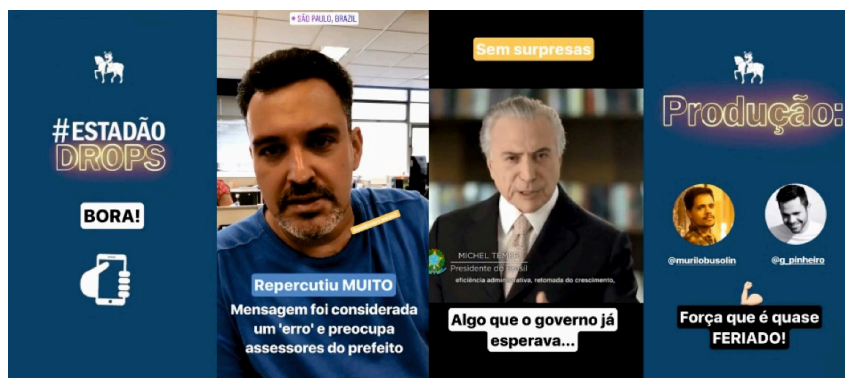 #ESTADÃO
DROPS
BORA!
SÃO PAULO, BRAZIL
Repercutiu MUITO
Mensagem foi considerada
um 'erro' e preocupa
assessores do prefeito
Sem surpresas
MICHEL TEMER
Presidente do Brasil
eficiência administrativa, retomada do crescimento,
Algo que o governo já
esperava...
Produção:
@murilobusolin
@g_pinheiro
Força que é quase
FERIADO!